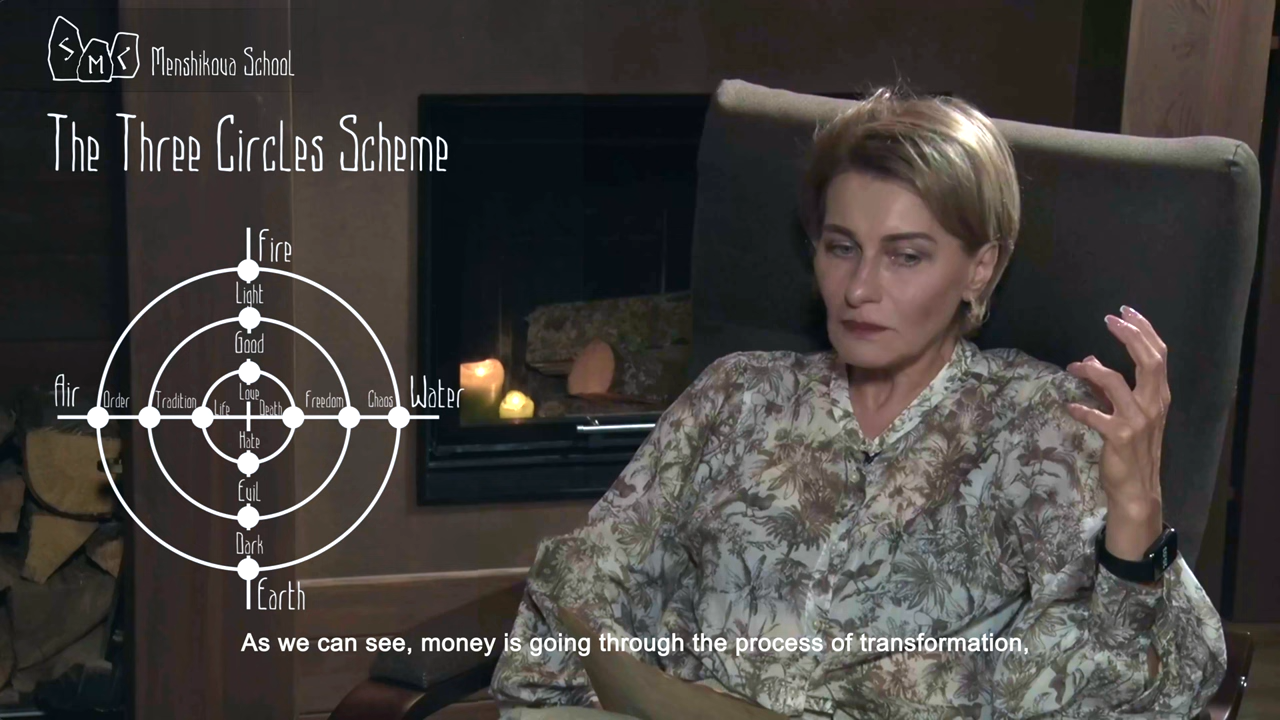 SMS
Menshikova School
The Three Circles Scheme
Fire
Light
Good
Air Order Tradition Life Love Death Freedom Chaos Water
Hate
Evil
Dark
Earth
As we can see, money is going through the process of transformation,